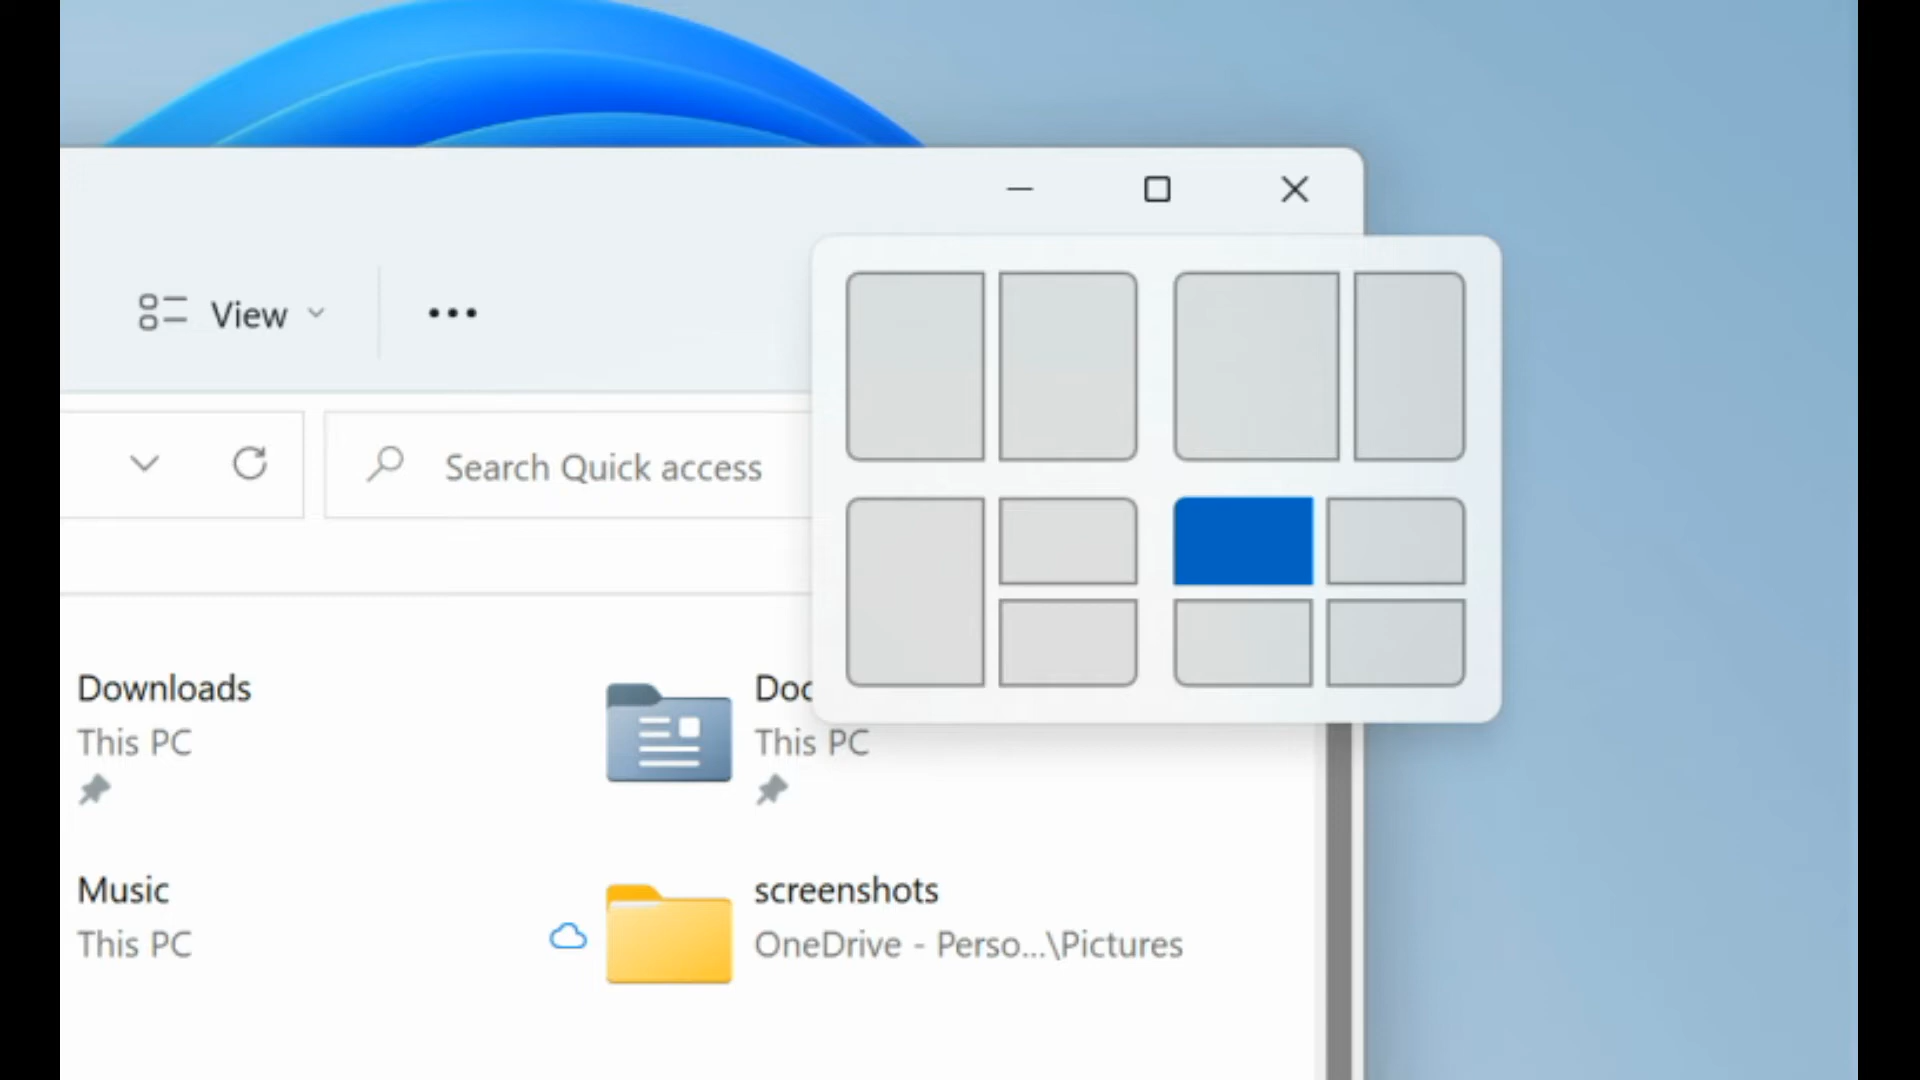 View
Search Quick access
Downloads
This PC
Doc
This PC
Music
This PC
screenshots
OneDrive - Perso...\Pictures